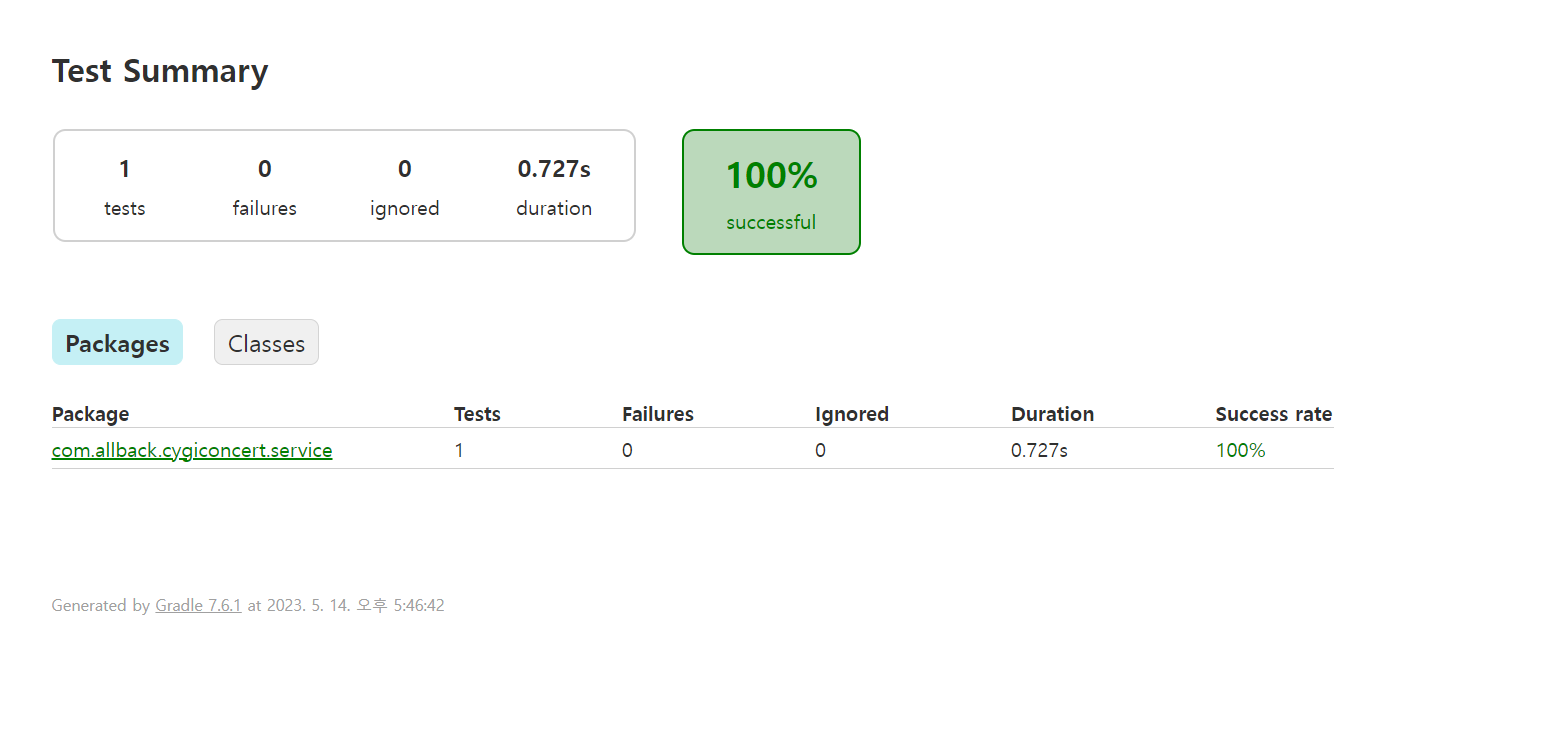 Test Summary
1 0 0 0.727s
tests failures ignored duration
100%
successful
Packages Classes
Package Tests Failures Ignored Duration Success rate
com.allback.cygiconcert.service 1 0 0 0.727s 100%
Generated by Gradle 7.6.1 at 2023. 5. 14. 오후 5:46:42